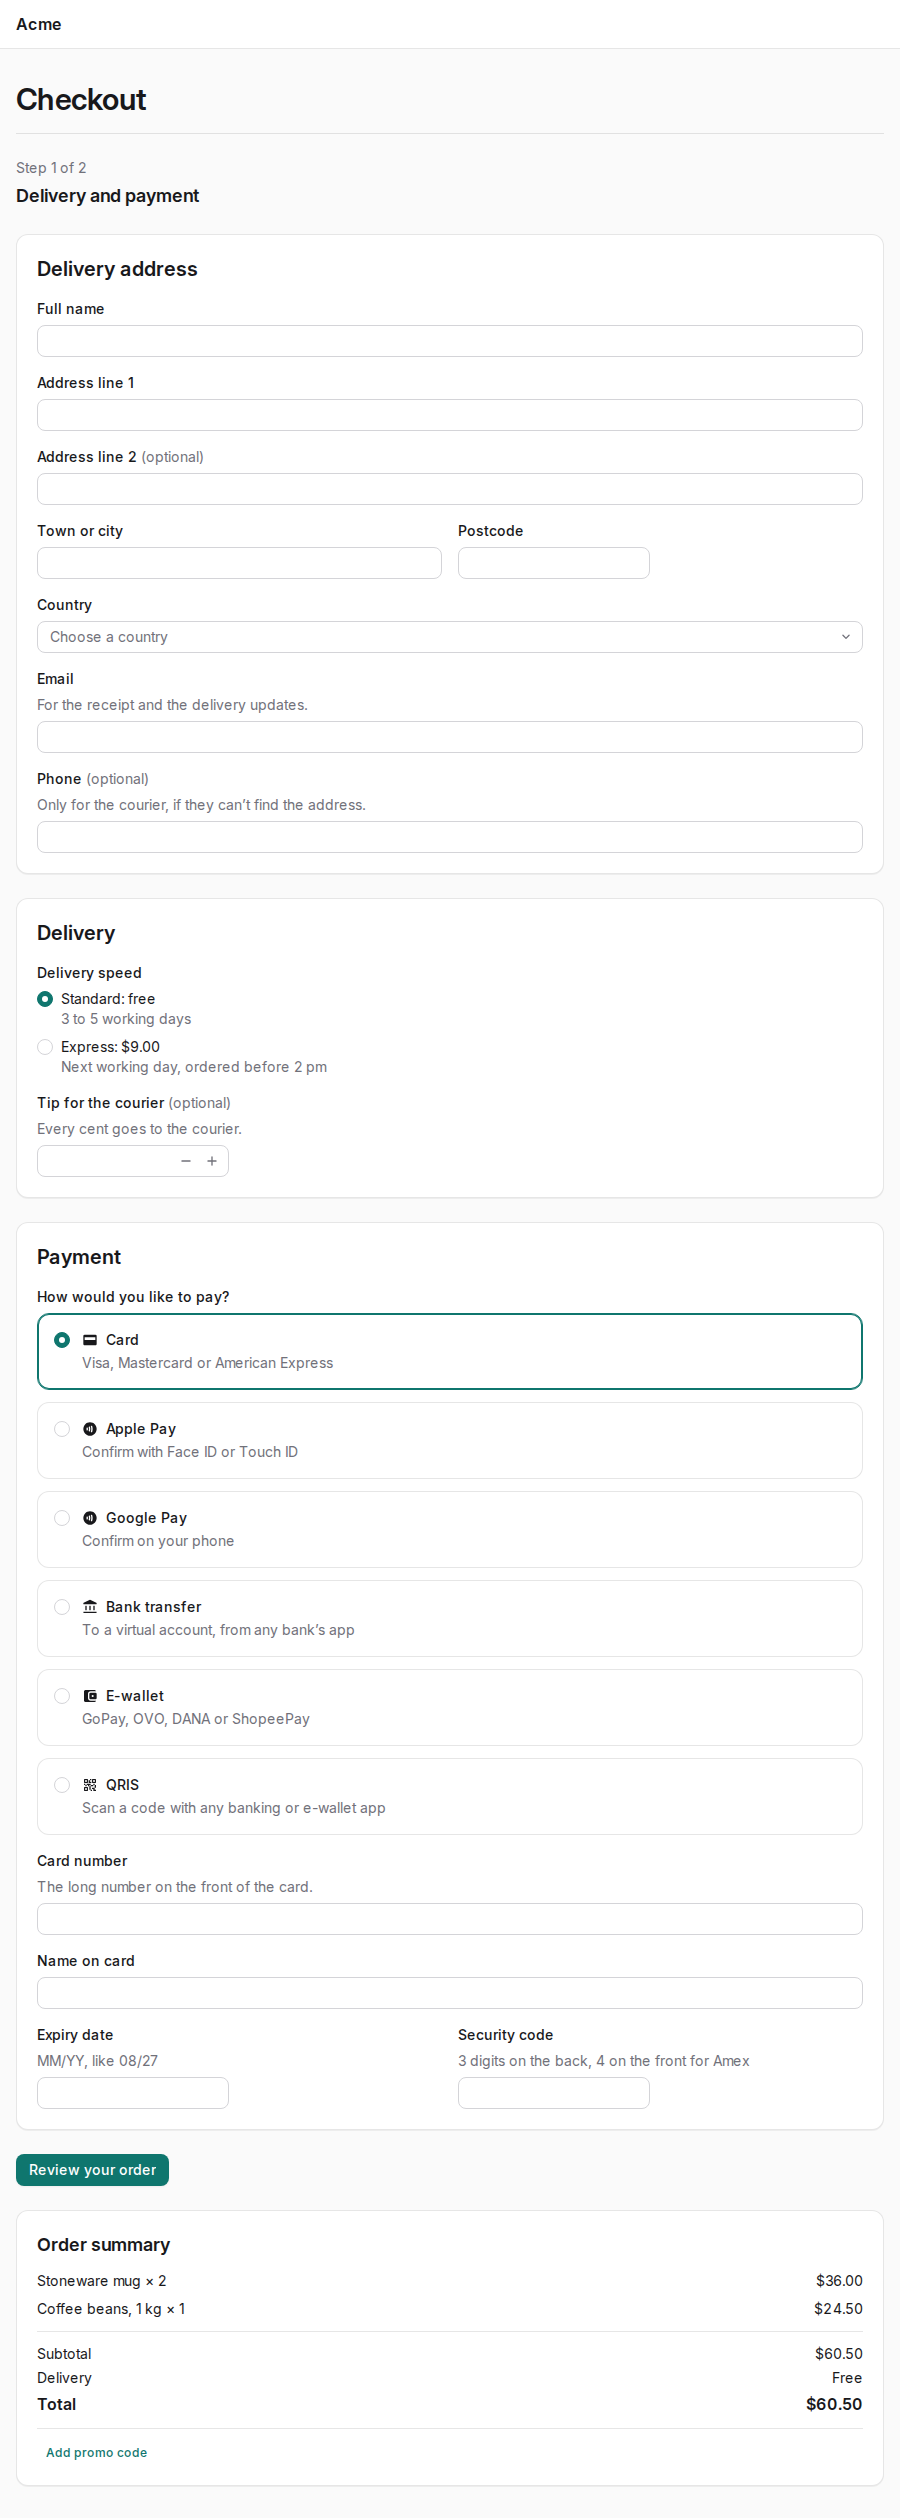 Acme
Checkout
Step 1 of 2
Delivery and payment
Delivery address
Full name
Address line 1
Address line 2 (optional)
Town or city
Postcode
Country
Choose a country
Email
For the receipt and the delivery updates.
Phone (optional)
Only for the courier, if they can’t find the address.
Delivery
Delivery speed
Standard: free
3 to 5 working days
Express: $9.00
Next working day, ordered before 2 pm
Tip for the courier (optional)
Every cent goes to the courier.
Payment
How would you like to pay?
Card
Visa, Mastercard or American Express
Apple Pay
Confirm with Face ID or Touch ID
Google Pay
Confirm on your phone
Bank transfer
To a virtual account, from any bank’s app
E-wallet
GoPay, OVO, DANA or ShopeePay
QRIS
Scan a code with any banking or e-wallet app
Card number
The long number on the front of the card.
Name on card
Expiry date
MM/YY, like 08/27
Security code
3 digits on the back, 4 on the front for Amex
Review your order
Order summary
Stoneware mug × 2 $36.00
Coffee beans, 1 kg × 1 $24.50
Subtotal $60.50
Delivery Free
Total $60.50
Add promo code